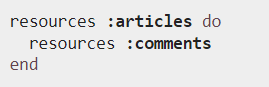 resources :articles do
  resources :comments
end